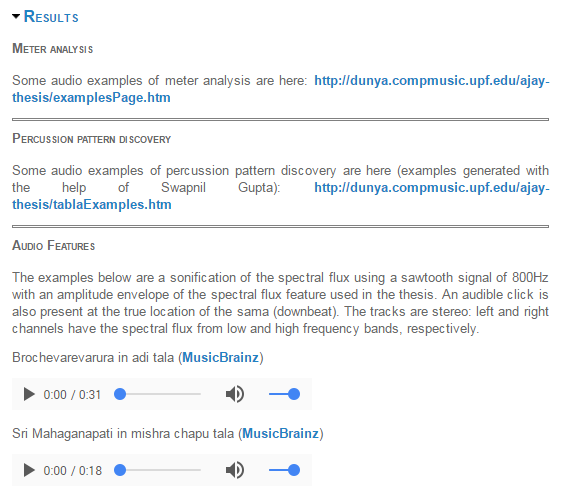 Results
Meter analysis
Some audio examples of meter analysis are here: http://dunya.compmusic.upf.edu/ajay-
thesis/examplesPage.htm
Percussion pattern discovery
Some audio examples of percussion pattern discovery are here (examples generated with
the help of Swapnil Gupta): http://dunya.compmusic.upf.edu/ajay-
thesis/tablaExamples.htm
Audio Features
The examples below are a sonification of the spectral flux using a sawtooth signal of 800Hz
with an amplitude envelope of the spectral flux feature used in the thesis. An audible click is
also present at the true location of the sama (downbeat). The tracks are stereo: left and right
channels have the spectral flux from low and high frequency bands, respectively.
Brochevarevarura in adi tala (MusicBrainz)
0:00 / 0:31
Sri Mahaganapati in mishra chapu tala (MusicBrainz)
0:00 / 0:18